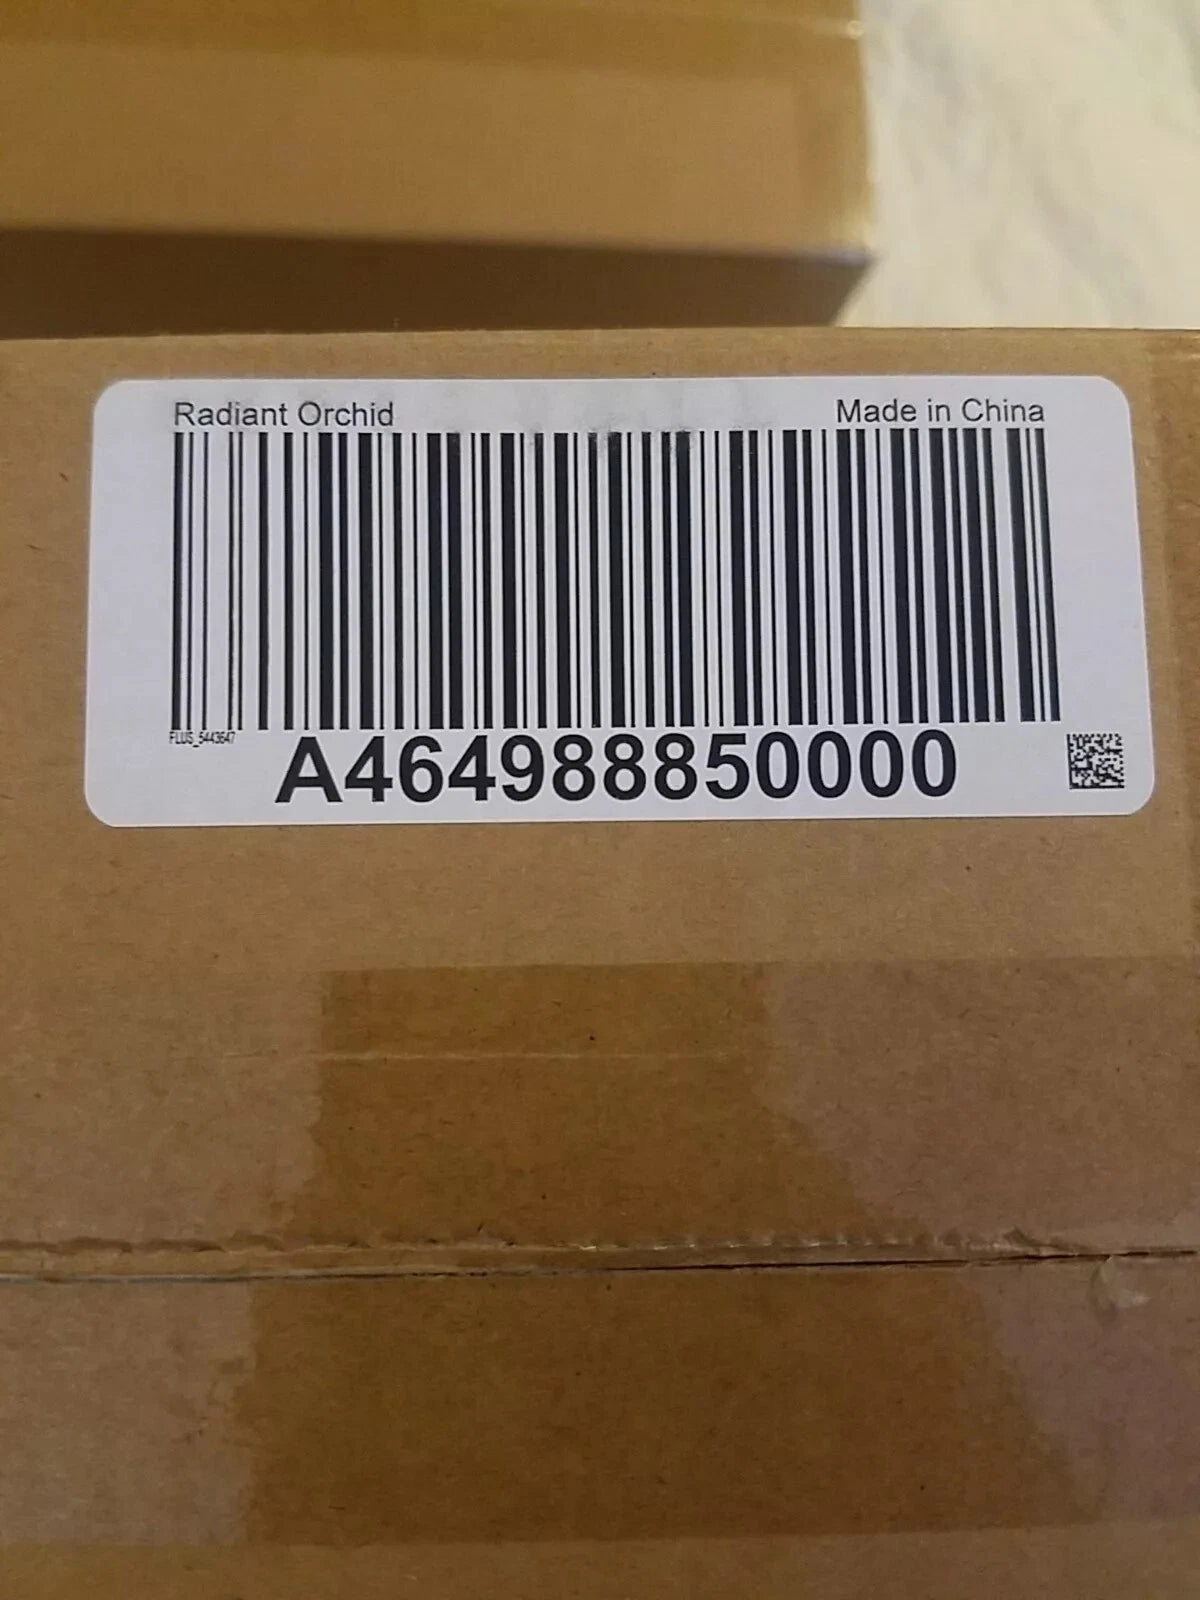 Radiant Orchid
Made in China
FLUS_5443647
A464988850000